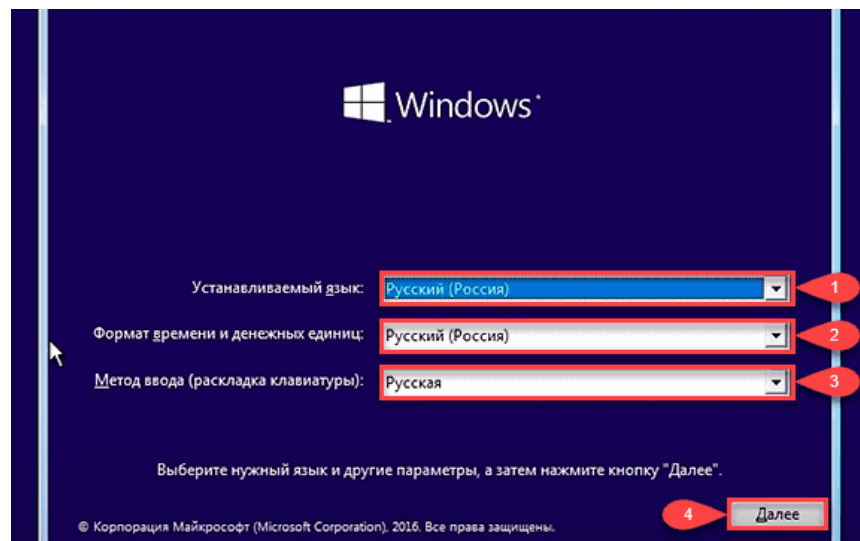 Windows
Устанавливаемый язык: Русский (Россия) 1
Формат времени и денежных единиц: Русский (Россия) 2
Метод ввода (раскладка клавиатуры): Русская 3
Выберите нужный язык и другие параметры, а затем нажмите кнопку "Далее".
4 Далее
© Корпорация Майкрософт (Microsoft Corporation), 2016. Все права защищены.